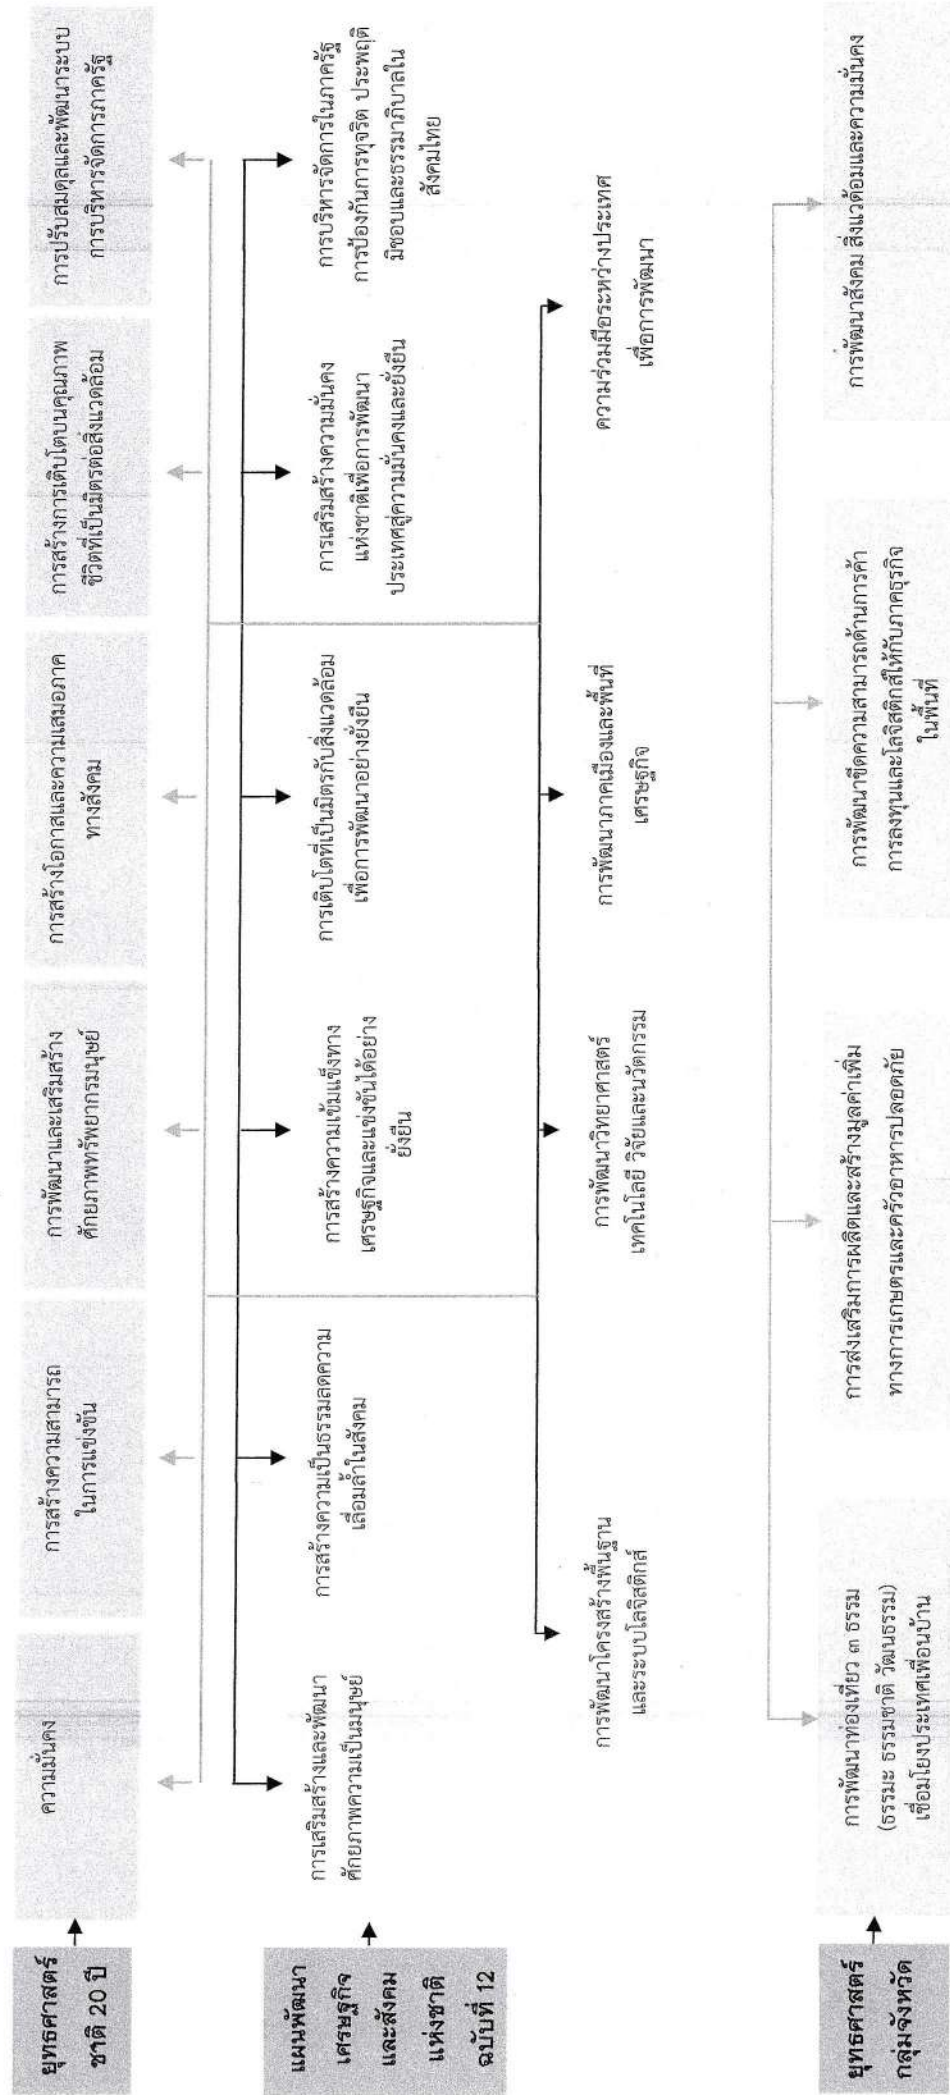 ยุทธศาสตร์
ชาติ 20 ปี
ความมั่นคง
การสร้างความสามารถ
ในการแข่งขัน
การพัฒนาและเสริมสร้าง
ศักยภาพทรัพยากรมนุษย์
การสร้างโอกาสและความเสมอภาค
ทางสังคม
การสร้างการเติบโตบนคุณภาพ
ชีวิตที่เป็นมิตรต่อสิ่งแวดล้อม
การปรับสมดุลและพัฒนาระบบ
การบริหารจัดการภาครัฐ
แผนพัฒนา
เศรษฐกิจ
และสังคม
แห่งชาติ
ฉบับที่ 12
การเสริมสร้างและพัฒนา
ศักยภาพความเป็นมนุษย์
การสร้างความเป็นธรรมลดความ
เลื่อมล้ำในสังคม
การสร้างความเข้มแข็งทาง
เศรษฐกิจและแข่งขันได้อย่าง
ยั่งยืน
การเติบโตที่เป็นมิตรกับสิ่งแวดล้อม
เพื่อการพัฒนาอย่างยั่งยืน
การเสริมสร้างความมั่นคง
แห่งชาติเพื่อการพัฒนา
ประเทศสู่ความมั่นคงและยั่งยืน
การบริหารจัดการในภาครัฐ
การป้องกันการทุจริต ประพฤติ
มิชอบและธรรมาภิบาลใน
สังคมไทย
การพัฒนาโครงสร้างพื้นฐาน
และระบบโลจิสติกส์
การพัฒนาวิทยาศาสตร์
เทคโนโลยี วิจัยและนวัตกรรม
การพัฒนาภาคเมืองและพื้นที่
เศรษฐกิจ
ความร่วมมือระหว่างประเทศ
เพื่อการพัฒนา
ยุทธศาสตร์
กลุ่มจังหวัด
การพัฒนาท่องเที่ยว ๓ ธรรม
(ธรรมะ ธรรมชาติ วัฒนธรรม)
เชื่อมโยงประเทศเพื่อนบ้าน
การส่งเสริมการผลิตและสร้างมูลค่าเพิ่ม
ทางการเกษตรและครัวอาหารปลอดภัย
การพัฒนาขีดความสามารถด้านการค้า
การลงทุนและโลจิสติกส์ให้กับภาคธุรกิจ
ในพื้นที่
การพัฒนาสังคม สิ่งแวด้อมและความมั่นคง